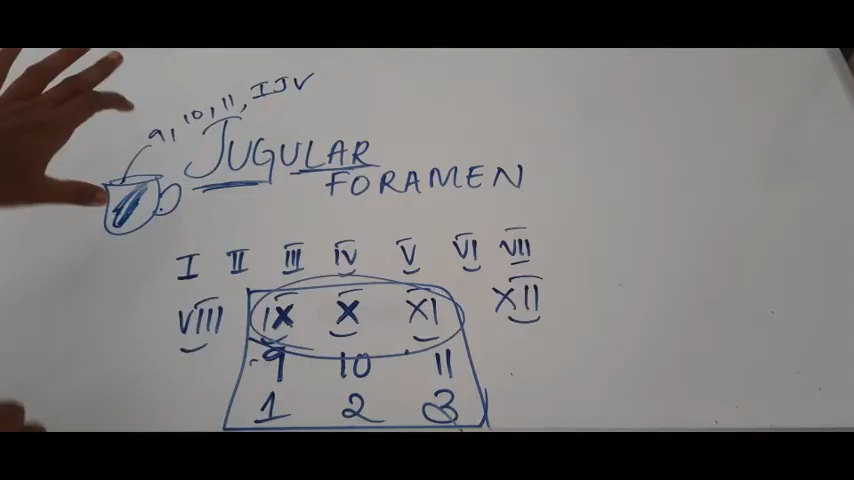 9, 10, 11, IJV
JUGULAR
FORAMEN
I II III IV V VI VII
VIII IX X XI XII
9 10 11
1 2 3